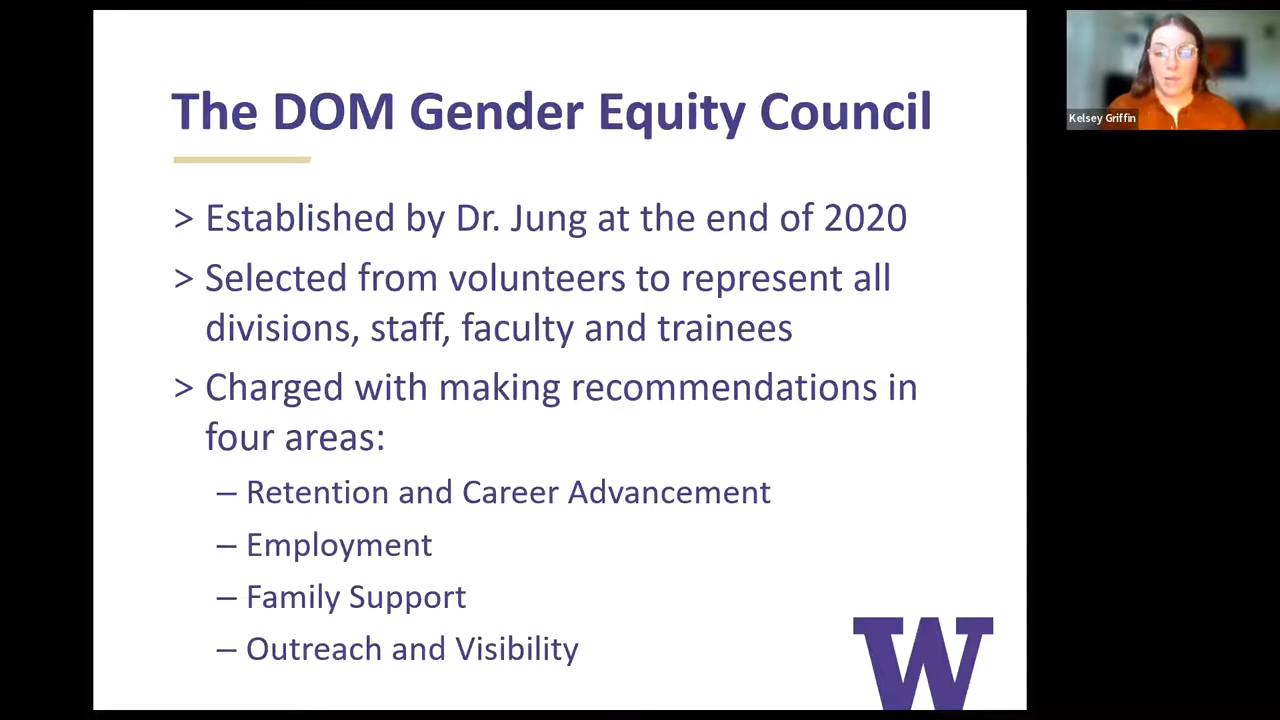 The DOM Gender Equity Council
> Established by Dr. Jung at the end of 2020
> Selected from volunteers to represent all
divisions, staff, faculty and trainees
> Charged with making recommendations in
four areas:
– Retention and Career Advancement
– Employment
– Family Support
– Outreach and Visibility
W
Kelsey Griffin